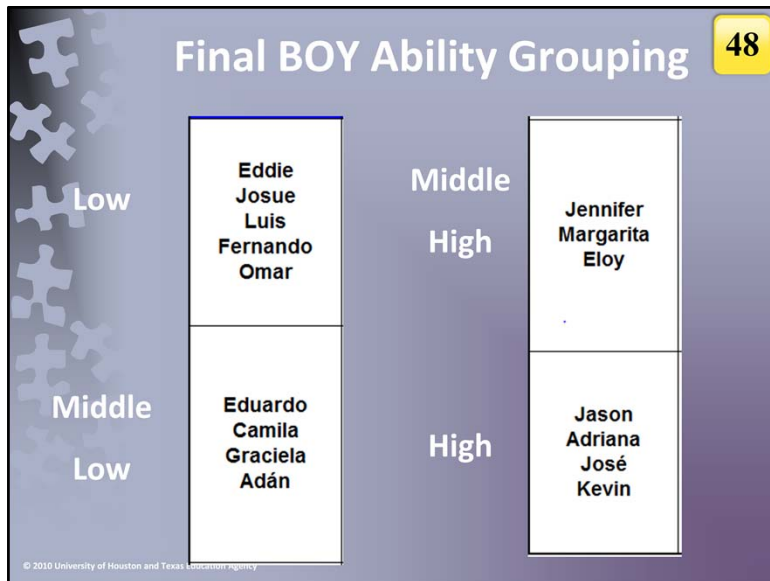 Final BOY Ability Grouping
48
Low
Eddie
Josue
Luis
Fernando
Omar
Middle
Low
Eduardo
Camila
Graciela
Adán
Middle
High
Jennifer
Margarita
Eloy
High
Jason
Adriana
José
Kevin
© 2010 University of Houston and Texas Education Agency